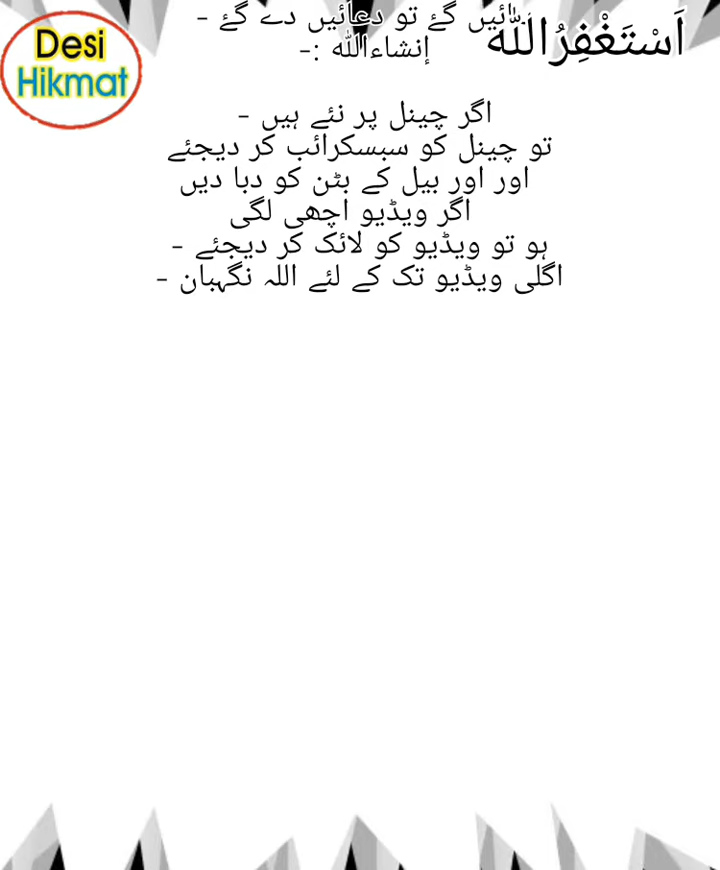 Desi
Hikmat
اَسْتَغْفِرُاللّٰه
گۓ تو دعائیں دے گۓ -
إنشاءاللّٰہ :-
اگر چینل پر نئے ہیں -
تو چینل کو سبسکرائب کر دیجئے
اور اور بیل کے بٹن کو دبا دیں
اگر ویڈیو اچھی لگی
ہو تو ویڈیو کو لائک کر دیجئے -
اگلی ویڈیو تک کے لئے اللہ نگہبان -